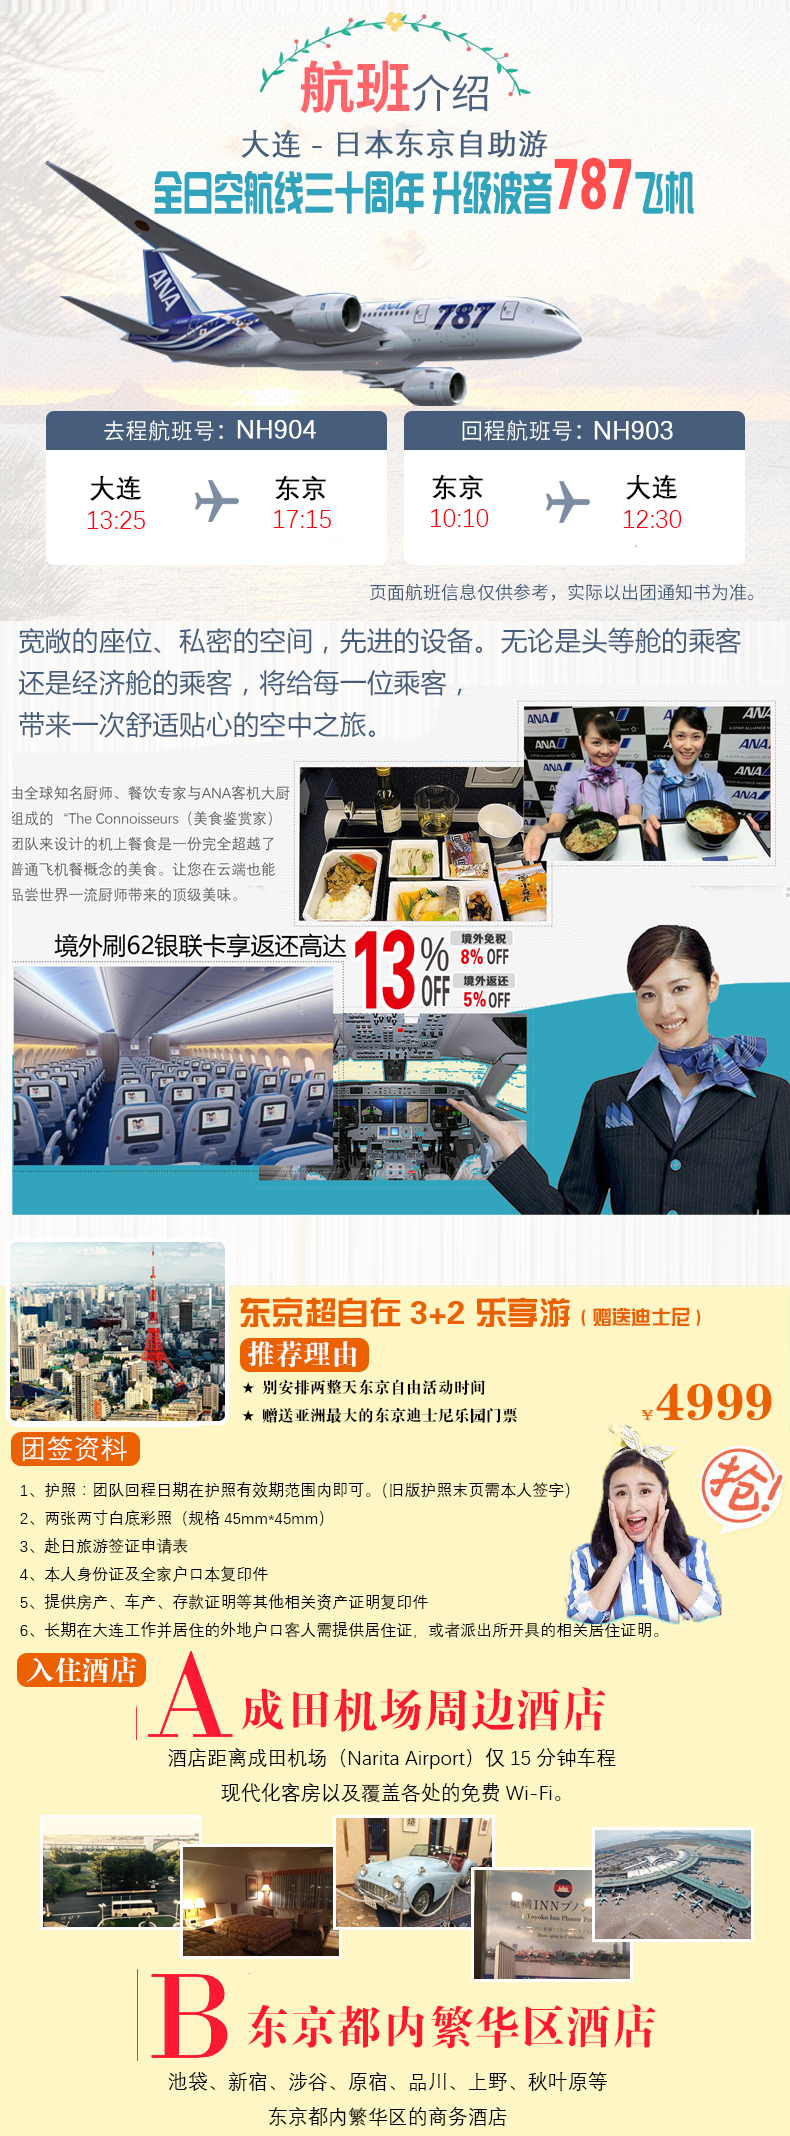 航班介绍
大连 - 日本东京自助游
全日空航线三十周年 升级波音787飞机
ANA
ANA
787
去程航班号：NH904
大连
东京
13:25
17:15
回程航班号：NH903
东京
大连
10:10
12:30
页面航班信息仅供参考，实际以出团通知书为准。
宽敞的座位、私密的空间，先进的设备。无论是头等舱的乘客
还是经济舱的乘客，将给每一位乘客，
带来一次舒适贴心的空中之旅。
由全球知名厨师、餐饮专家与ANA客机大厨
组成的“The Connoisseurs（美食鉴赏家）
团队来设计的机上餐食是一份完全超越了
普通飞机餐概念的美食。让您在云端也能
品尝世界一流厨师带来的顶级美味。
ANA
ANA
ANA
ANA
境外刷62银联卡享返还高达
13%OFF
境外免税
8% OFF
境外返还
5% OFF
东京超自在 3+2 乐享游（赠送迪士尼）
推荐理由
★ 别安排两整天东京自由活动时间
★ 赠送亚洲最大的东京迪士尼乐园门票
¥4999
抢!
团签资料
1、护照：团队回程日期在护照有效期范围内即可。（旧版护照末页需本人签字）
2、两张两寸白底彩照（规格 45mm*45mm）
3、赴日旅游签证申请表
4、本人身份证及全家户口本复印件
5、提供房产、车产、存款证明等其他相关资产证明复印件
6、长期在大连工作并居住的外地户口客人需提供居住证，或者派出所开具的相关居住证明。
入住酒店
A 成田机场周边酒店
酒店距离成田机场（Narita Airport）仅 15 分钟车程
现代化客房以及覆盖各处的免费 Wi-Fi。
東横INNプノン
Toyoko Inn Phnom Pe
B 东京都内繁华区酒店
池袋、新宿、涉谷、原宿、品川、上野、秋叶原等
东京都内繁华区的商务酒店